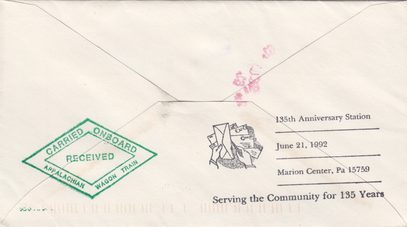 CARRIED ONBOARD
RECEIVED
APPALACHIAN WAGON TRAIN
135th Anniversary Station
June 21, 1992
Marion Center, Pa 15759
Serving the Community for 135 Years